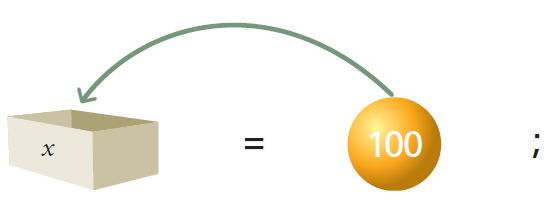 x = 100 ;